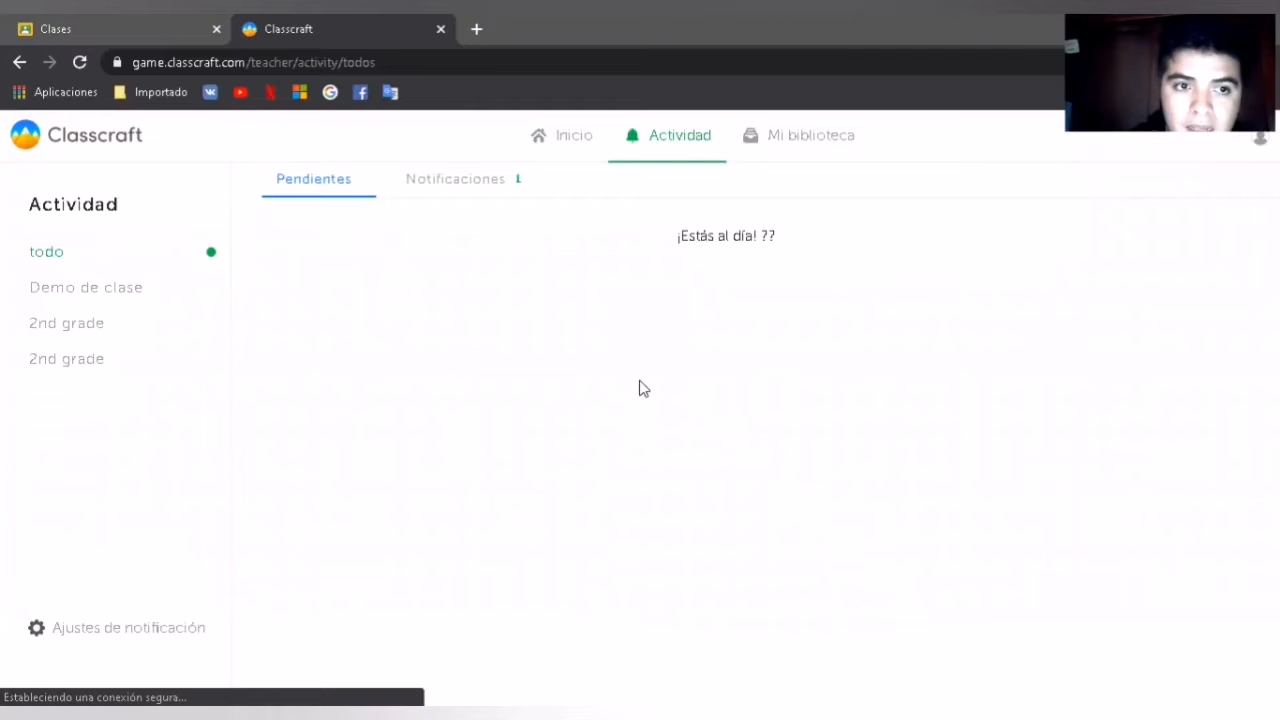 Clases
Classcraft
game.classcraft.com/teacher/activity/todos
Aplicaciones
Importado
Classcraft
Inicio
Actividad
Mi biblioteca
Pendientes
Notificaciones 1
Actividad
¡Estás al día! ??
todo
Demo de clase
2nd grade
2nd grade
Ajustes de notificación
Estableciendo una conexión segura...